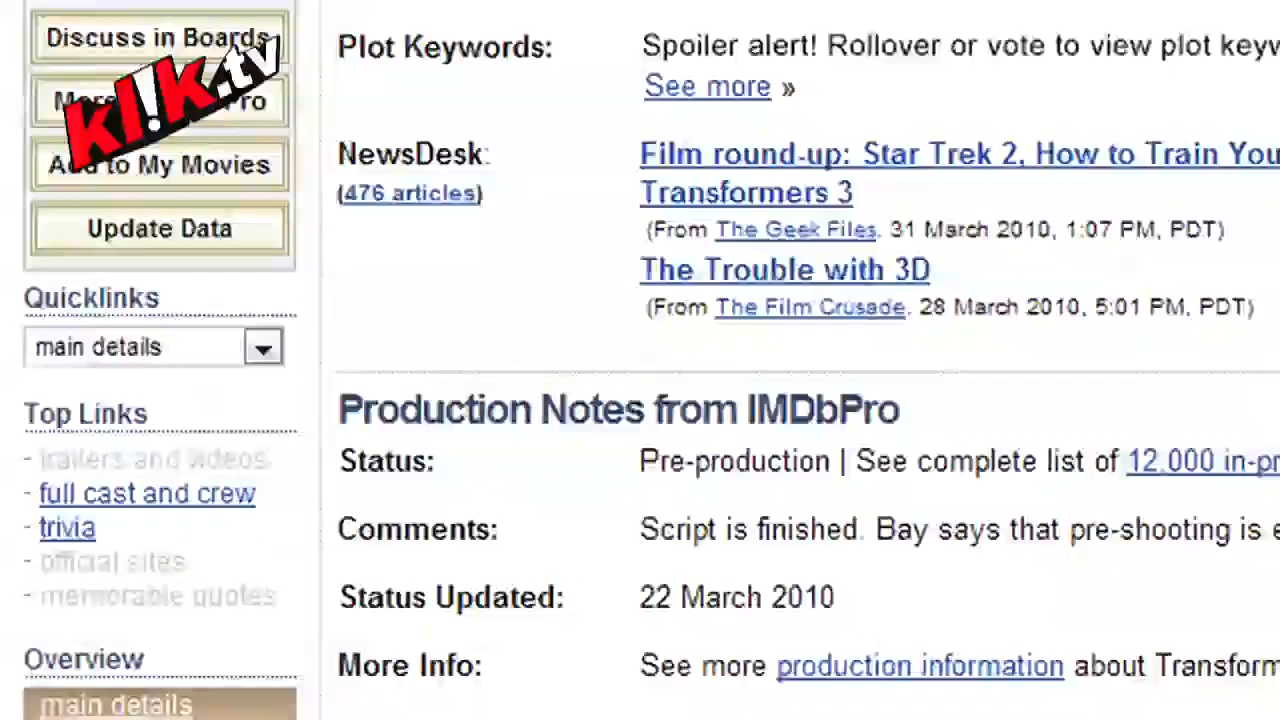 Discuss in Boards
kl!k.tv
More Pro
Add to My Movies
Update Data
Quicklinks
main details
Top Links
- trailers and videos
- full cast and crew
- trivia
- official sites
- memorable quotes
Overview
main details
Plot Keywords:
Spoiler alert! Rollover or vote to view plot keyw
See more »
NewsDesk:
(476 articles)
Film round-up: Star Trek 2, How to Train You
Transformers 3
(From The Geek Files. 31 March 2010, 1:07 PM, PDT)
The Trouble with 3D
(From The Film Crusade. 28 March 2010, 5:01 PM, PDT)
Production Notes from IMDbPro
Status:
Pre-production | See complete list of 12,000 in-pr
Comments:
Script is finished. Bay says that pre-shooting is e
Status Updated:
22 March 2010
More Info:
See more production information about Transform